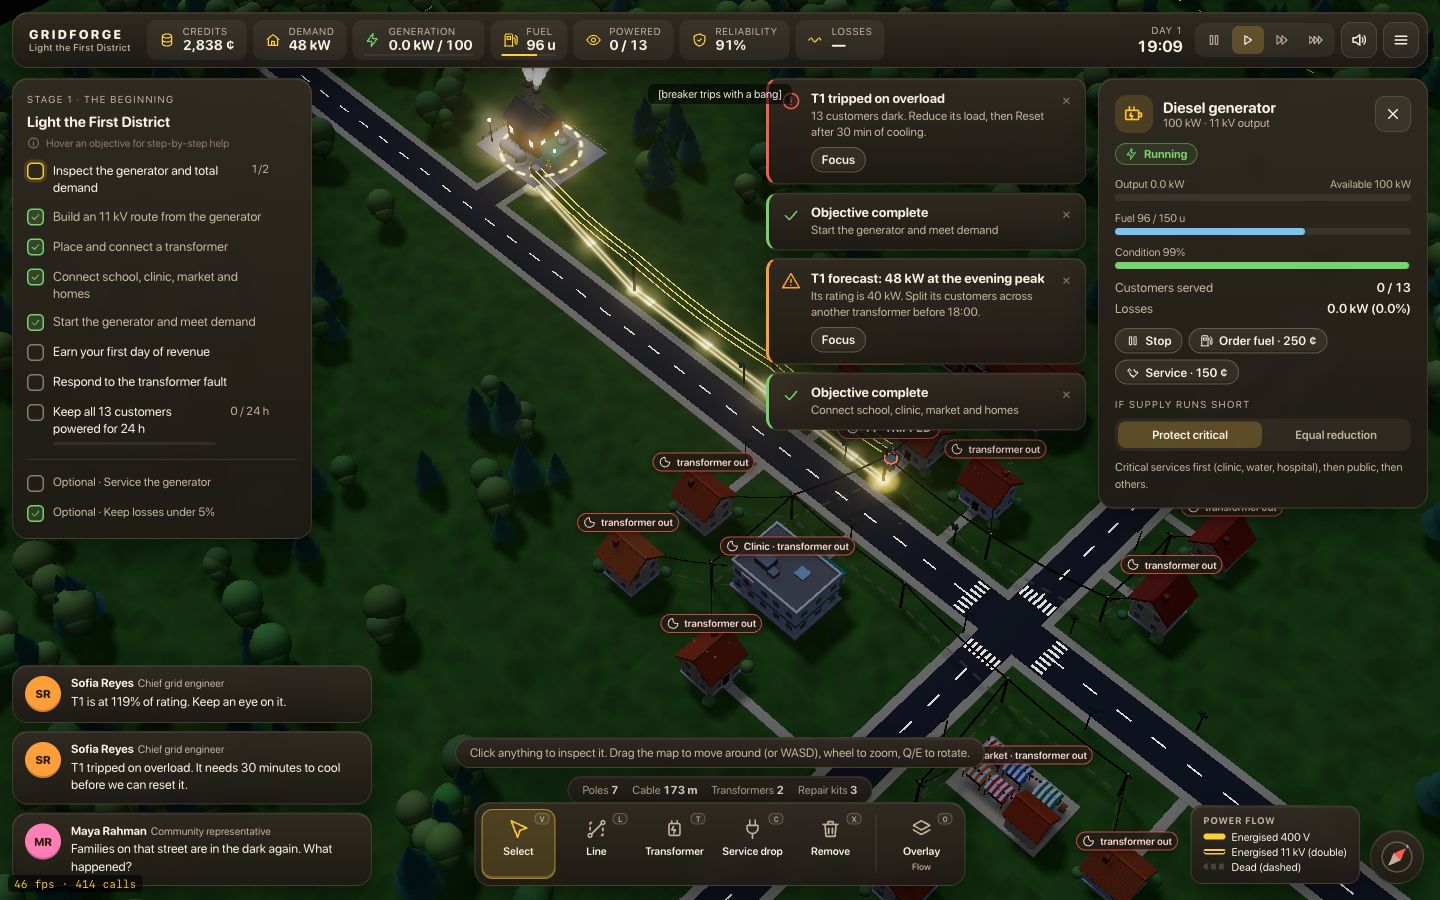 GRIDFORGE
Light the First District
CREDITS
2,838 ¢
DEMAND
48 kW
GENERATION
0.0 kW / 100
FUEL
96 u
POWERED
0 / 13
RELIABILITY
91%
LOSSES
—
DAY 1
19:09
STAGE 1 · THE BEGINNING
Light the First District
Hover an objective for step-by-step help
Inspect the generator and total
demand
1/2
Build an 11 kV route from the generator
Place and connect a transformer
Connect school, clinic, market and
homes
Start the generator and meet demand
Earn your first day of revenue
Respond to the transformer fault
Keep all 13 customers
powered for 24 h
0 / 24 h
Optional · Service the generator
Optional · Keep losses under 5%
[breaker trips with a bang]
T1 tripped on overload
13 customers dark. Reduce its load, then Reset
after 30 min of cooling.
Focus
Objective complete
Start the generator and meet demand
T1 forecast: 48 kW at the evening peak
Its rating is 40 kW. Split its customers across
another transformer before 18:00.
Focus
Objective complete
Connect school, clinic, market and homes
Diesel generator
100 kW · 11 kV output
Running
Output 0.0 kW
Available 100 kW
Fuel 96 / 150 u
Condition 99%
Customers served
0 / 13
Losses
0.0 kW (0.0%)
Stop
Order fuel · 250 ¢
Service · 150 ¢
IF SUPPLY RUNS SHORT
Protect critical
Equal reduction
Critical services first (clinic, water, hospital), then public, then
others.
transformer out
transformer out
transformer out
Clinic · transformer out
transformer out
transformer out
transformer out
arket · transformer out
transformer out
Sofia Reyes Chief grid engineer
T1 is at 119% of rating. Keep an eye on it.
Sofia Reyes Chief grid engineer
T1 tripped on overload. It needs 30 minutes to cool
before we can reset it.
Maya Rahman Community representative
Families on that street are in the dark again. What
happened?
SR
SR
MR
46 fps · 414 calls
Click anything to inspect it. Drag the map to move around (or WASD), wheel to zoom, Q/E to rotate.
Poles 7 Cable 173 m Transformers 2 Repair kits 3
Select
V
Line
L
Transformer
T
Service drop
C
Remove
X
Overlay
O
Flow
POWER FLOW
Energised 400 V
Energised 11 kV (double)
Dead (dashed)